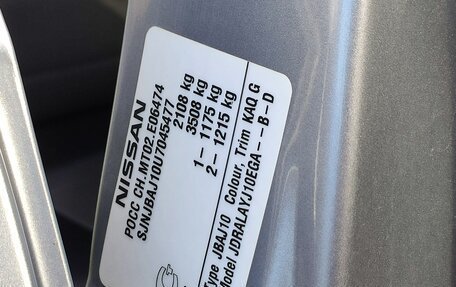 NISSAN
РОСС CH.MT02.E06474
SJNJBAJ10U7045477
2108 kg
3508 kg
1– 1175 kg
2– 1215 kg
Type JBAJ10 Colour, Trim KAQ G
Model JDRALAYJ10EGA---B-D